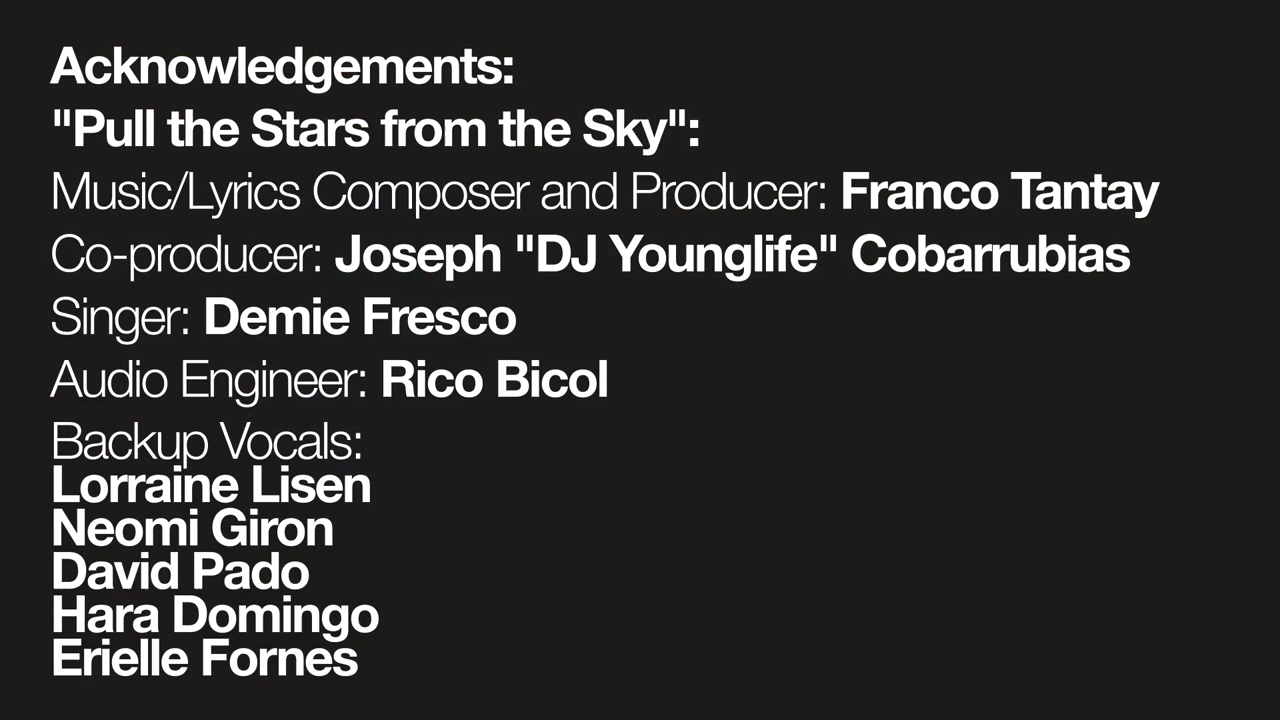 Acknowledgements:
"Pull the Stars from the Sky":
Music/Lyrics Composer and Producer: Franco Tantay
Co-producer: Joseph "DJ Younglife" Cobarrubias
Singer: Demie Fresco
Audio Engineer: Rico Bicol
Backup Vocals:
Lorraine Lisen
Neomi Giron
David Pado
Hara Domingo
Erielle Fornes